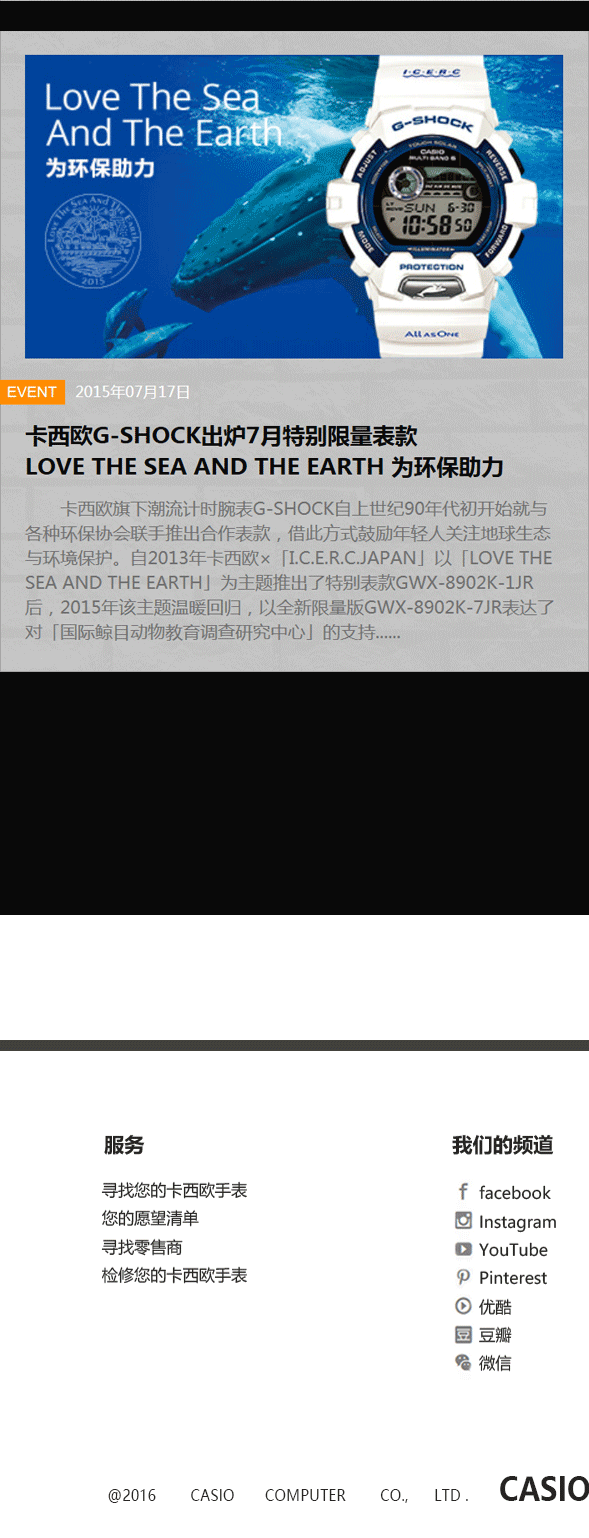 Love The Sea
And The Earth
为环保助力
Love The Sea And The Earth
2015
I.C.E.R.C
G-SHOCK
TOUGH SOLAR
CASIO
MULTI BAND 6
ADJUST
REVERSE
SUN 6-30
10:58 50
MODE
FORWARD
ILLUMINATOR
PROTECTION
ALL AS ONE
EVENT 2015年07月17日
卡西欧G-SHOCK出炉7月特别限量表款
LOVE THE SEA AND THE EARTH 为环保助力
卡西欧旗下潮流计时腕表G-SHOCK自上世纪90年代初开始就与
各种环保协会联手推出合作表款，借此方式鼓励年轻人关注地球生态
与环境保护。自2013年卡西欧×「I.C.E.R.C.JAPAN」以「LOVE THE
SEA AND THE EARTH」为主题推出了特别表款GWX-8902K-1JR
后，2015年该主题温暖回归，以全新限量版GWX-8902K-7JR表达了
对「国际鲸目动物教育调查研究中心」的支持......
服务
寻找您的卡西欧手表
您的愿望清单
寻找零售商
检修您的卡西欧手表
我们的频道
facebook
Instagram
YouTube
Pinterest
优酷
豆瓣
微信
@2016 CASIO COMPUTER CO., LTD .
CASIO